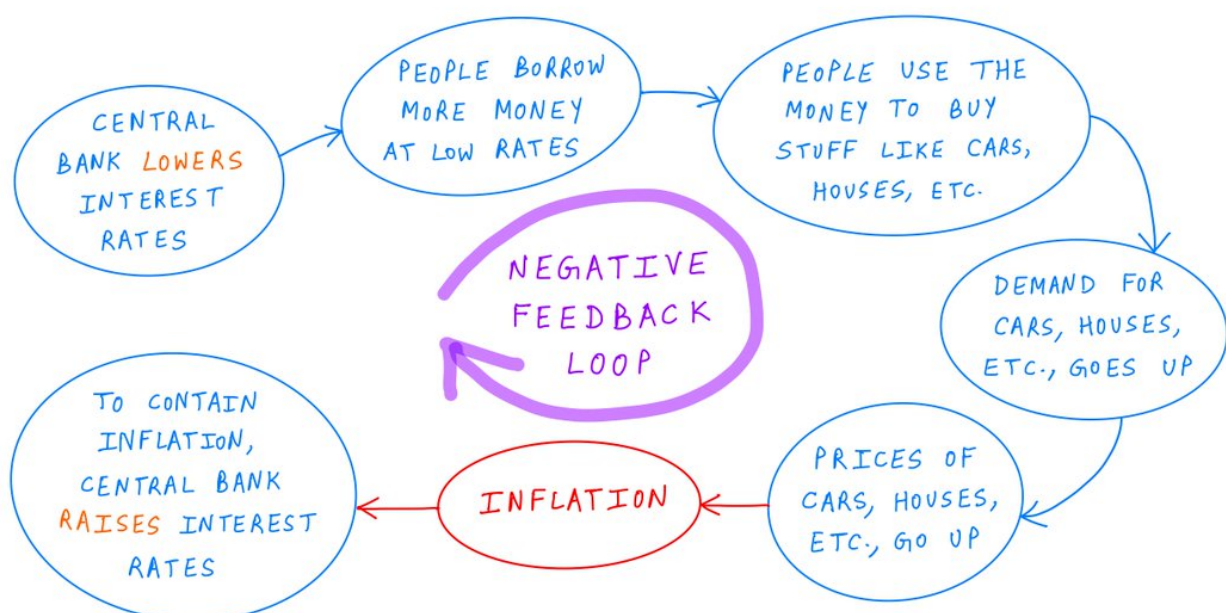 CENTRAL
BANK LOWERS
INTEREST
RATES
PEOPLE BORROW
MORE MONEY
AT LOW RATES
PEOPLE USE THE
MONEY TO BUY
STUFF LIKE CARS,
HOUSES, ETC.
DEMAND FOR
CARS, HOUSES,
ETC., GOES UP
PRICES OF
CARS, HOUSES,
ETC., GO UP
INFLATION
TO CONTAIN
INFLATION,
CENTRAL BANK
RAISES INTEREST
RATES
NEGATIVE
FEEDBACK
LOOP